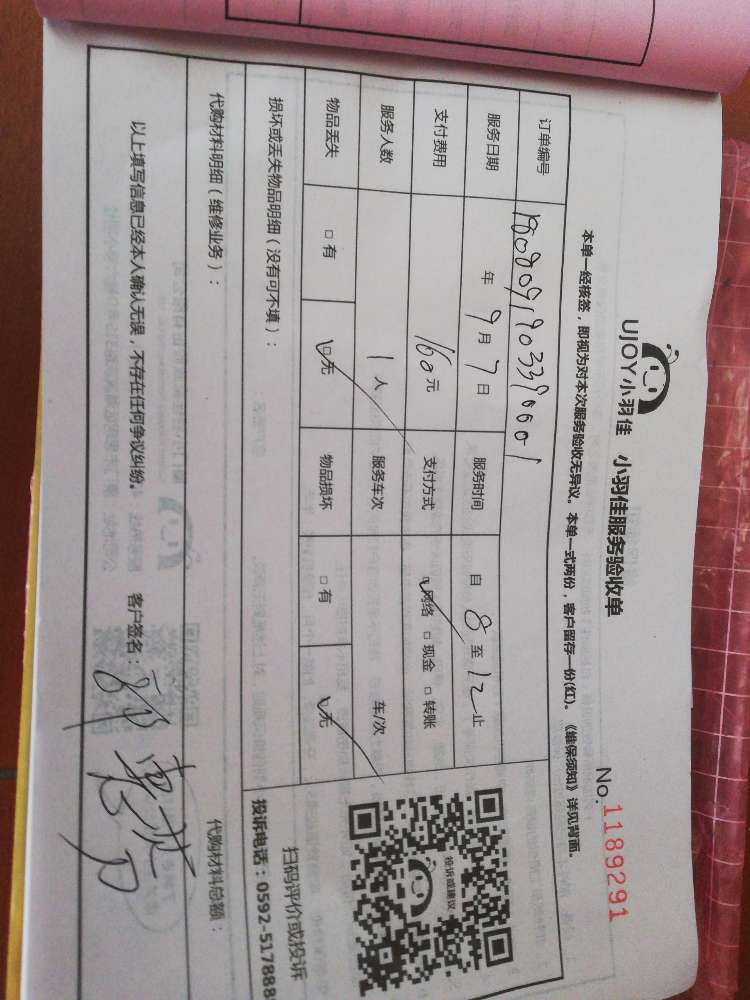 UJOY小羽佳 小羽佳服务验收单
No. 1189291
本单一经核签，即视为对本次服务验收无异议。本单一式两份，客户留存一份(红)。《维保须知》详见背面。
订单编号
服务日期 年 9 月 7 日 服务时间 自 8 至 12 止
支付费用 160 元 支付方式 □网络 □现金 □转账
服务人数 1 人 服务车次 车/次
物品丢失 □有 □无 物品损坏 □有 □无
投诉或建议
扫码评价或投诉
投诉电话：0592-5178889
损坏或丢失物品明细（没有可不填）：
代购材料明细（维修业务）： 代购材料总额：
以上填写信息已经本人确认无误，不存在任何争议纠纷。 客户签名：